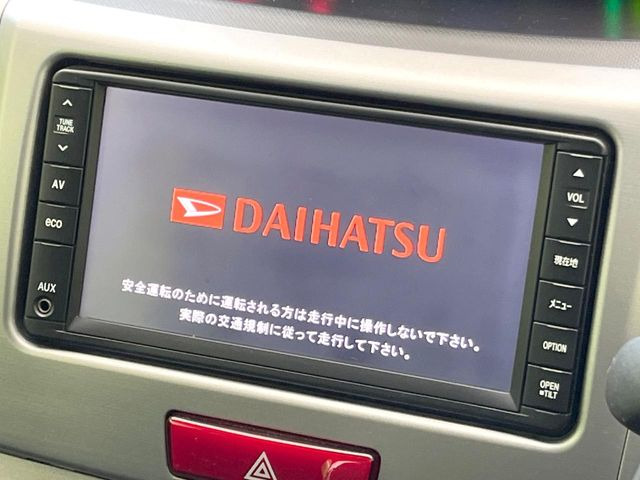 TUNE
TRACK
AV
eco
AUX
DAIHATSU
安全運転のために運転される方は走行中に操作しないで下さい。
実際の交通規制に従って走行して下さい。
VOL
現在地
メニュー
OPTION
OPEN
TILT